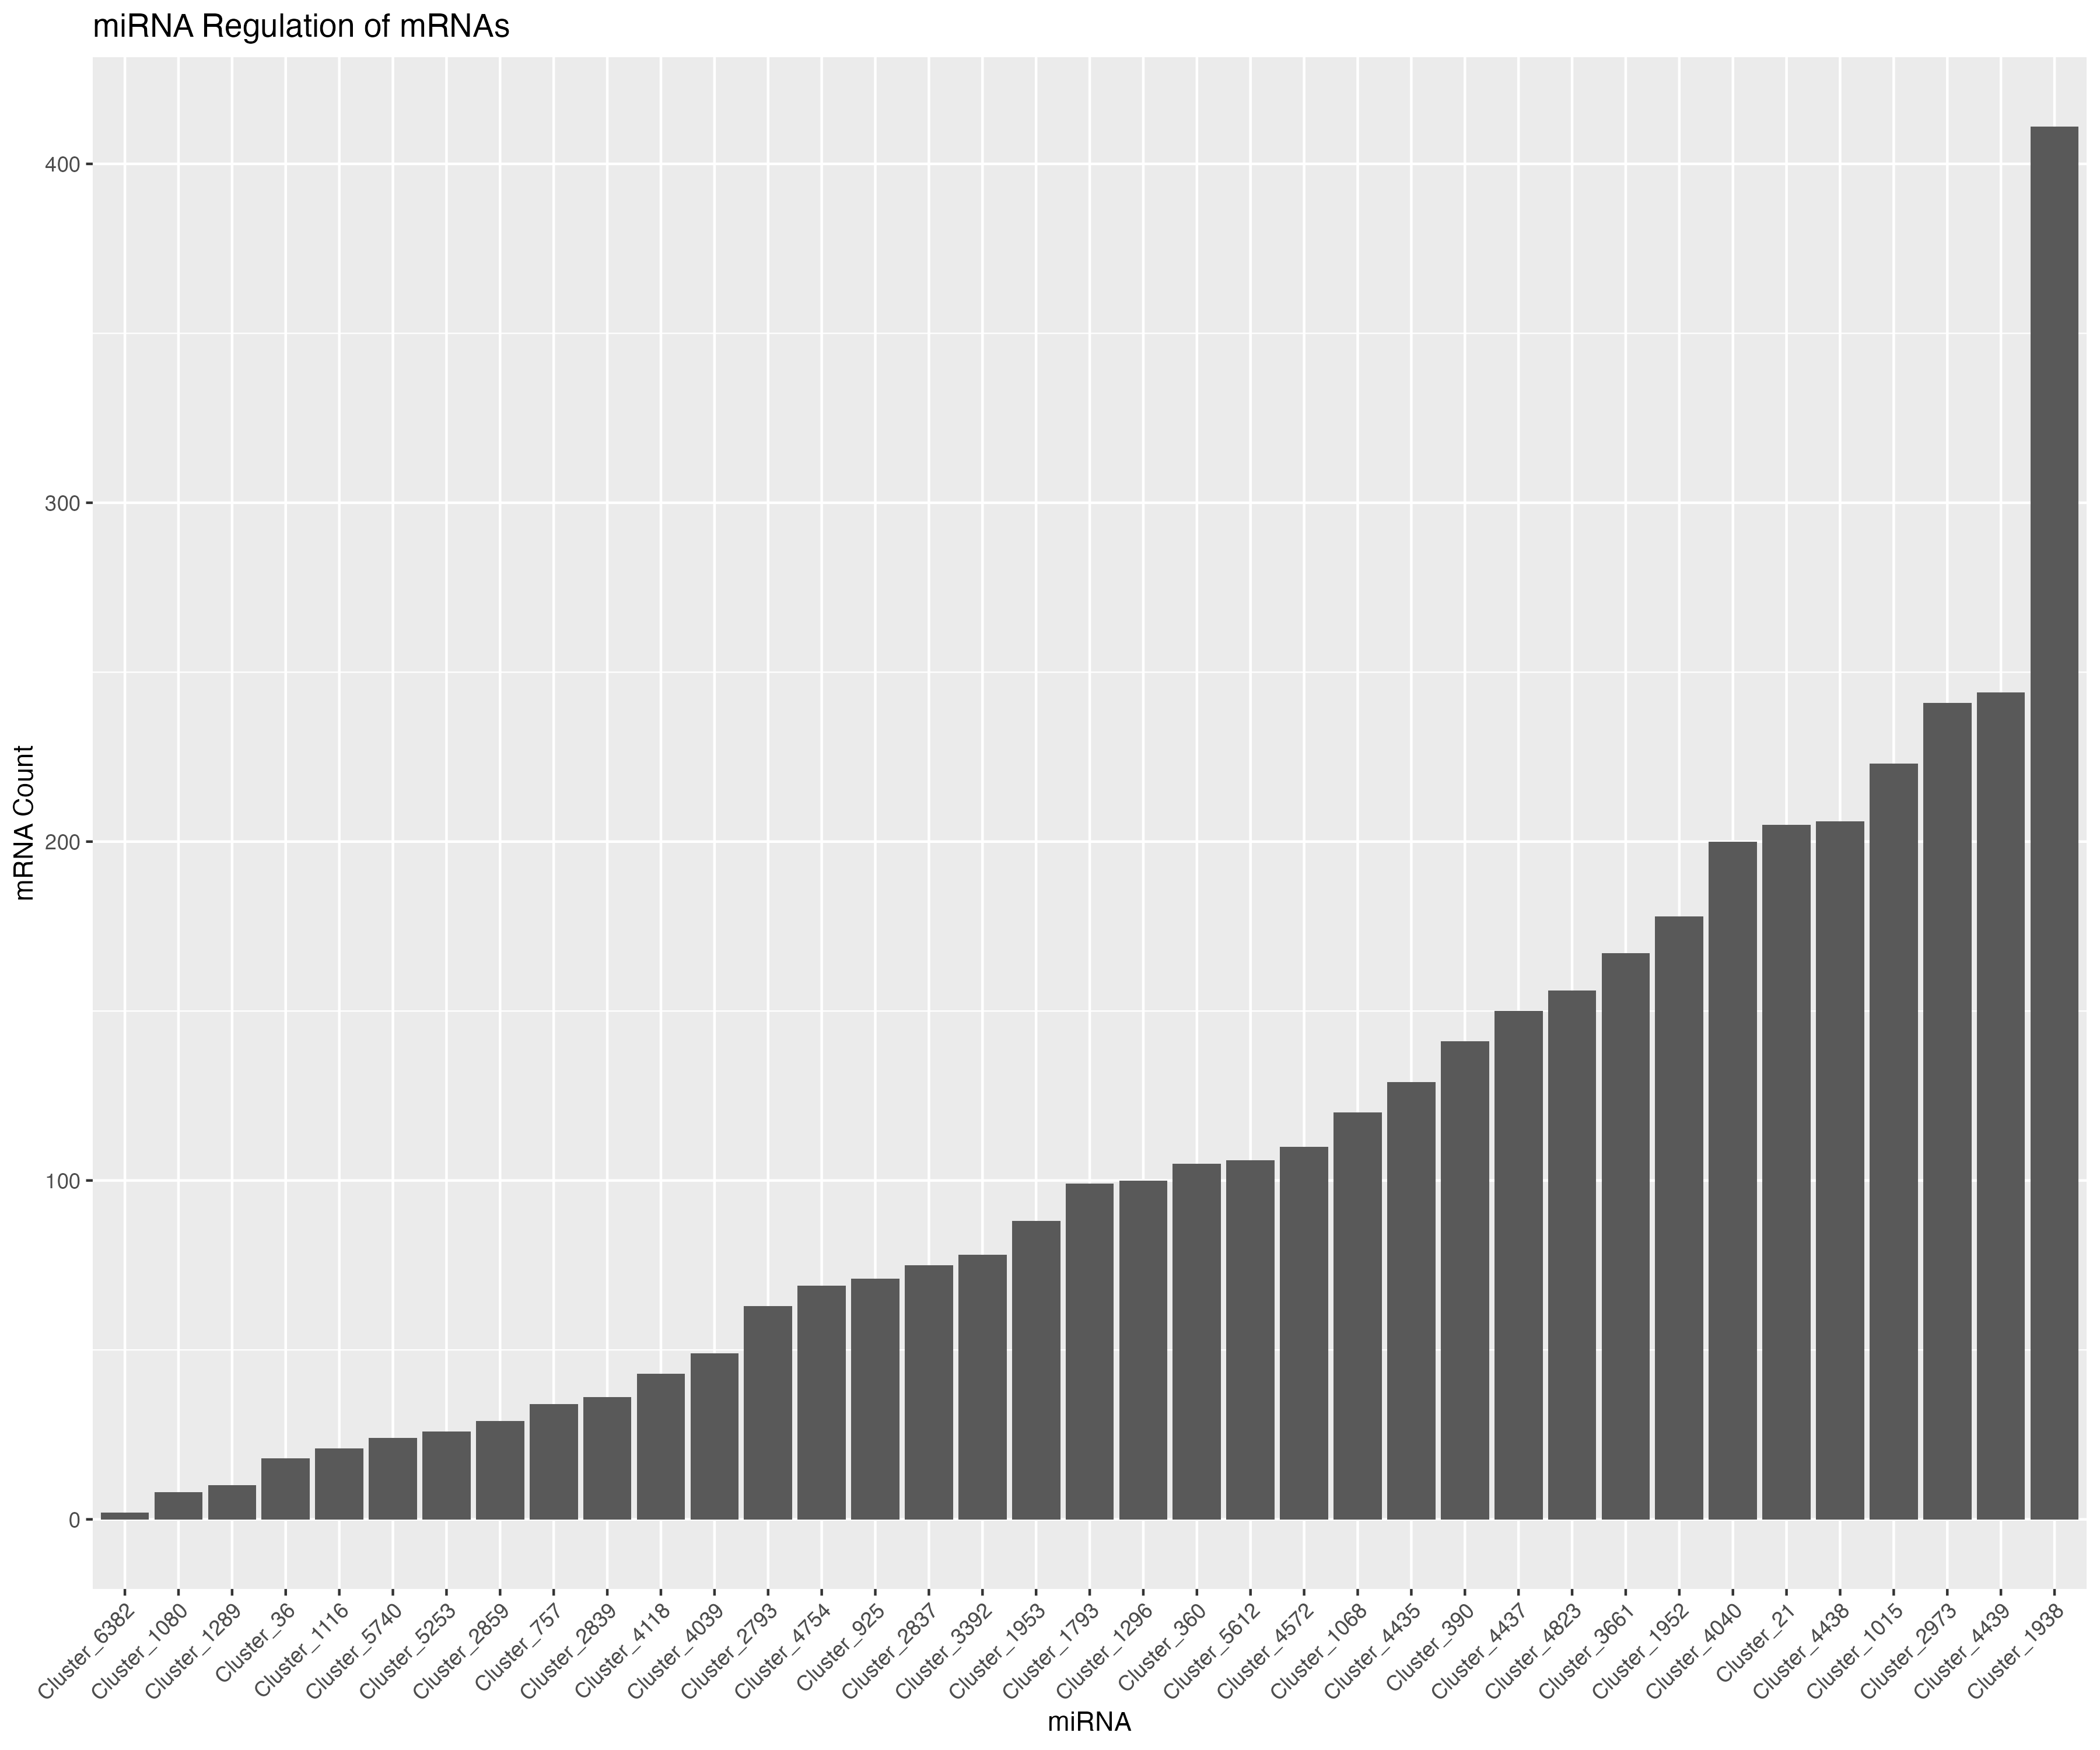 miRNA Regulation of mRNAs
mRNA Count
400
300
200
100
0
Cluster_6382
Cluster_1080
Cluster_1289
Cluster_36
Cluster_1116
Cluster_5740
Cluster_5253
Cluster_2859
Cluster_757
Cluster_2839
Cluster_4118
Cluster_4039
Cluster_2793
Cluster_4754
Cluster_925
Cluster_2837
Cluster_3392
Cluster_1953
Cluster_1793
Cluster_1296
Cluster_360
Cluster_5612
Cluster_4572
Cluster_1068
Cluster_4435
Cluster_390
Cluster_4437
Cluster_4823
Cluster_3661
Cluster_1952
Cluster_4040
Cluster_21
Cluster_4438
Cluster_1015
Cluster_2973
Cluster_4439
Cluster_1938
miRNA